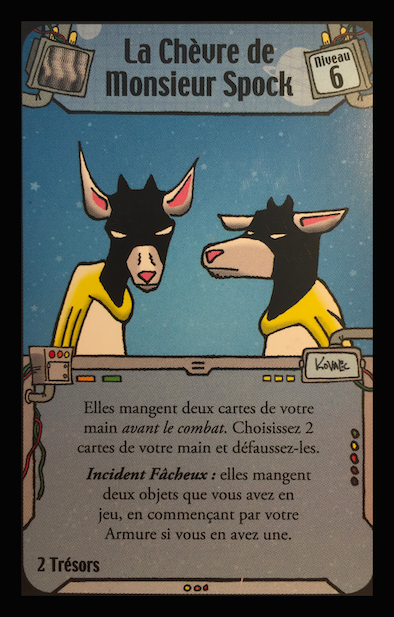 La Chèvre de
Monsieur Spock
Niveau
6
KOVALIC
Elles mangent deux cartes de votre
main avant le combat. Choisissez 2
cartes de votre main et défaussez-les.
Incident Fâcheux : elles mangent
deux objets que vous avez en
jeu, en commençant par votre
Armure si vous en avez une.
2 Trésors